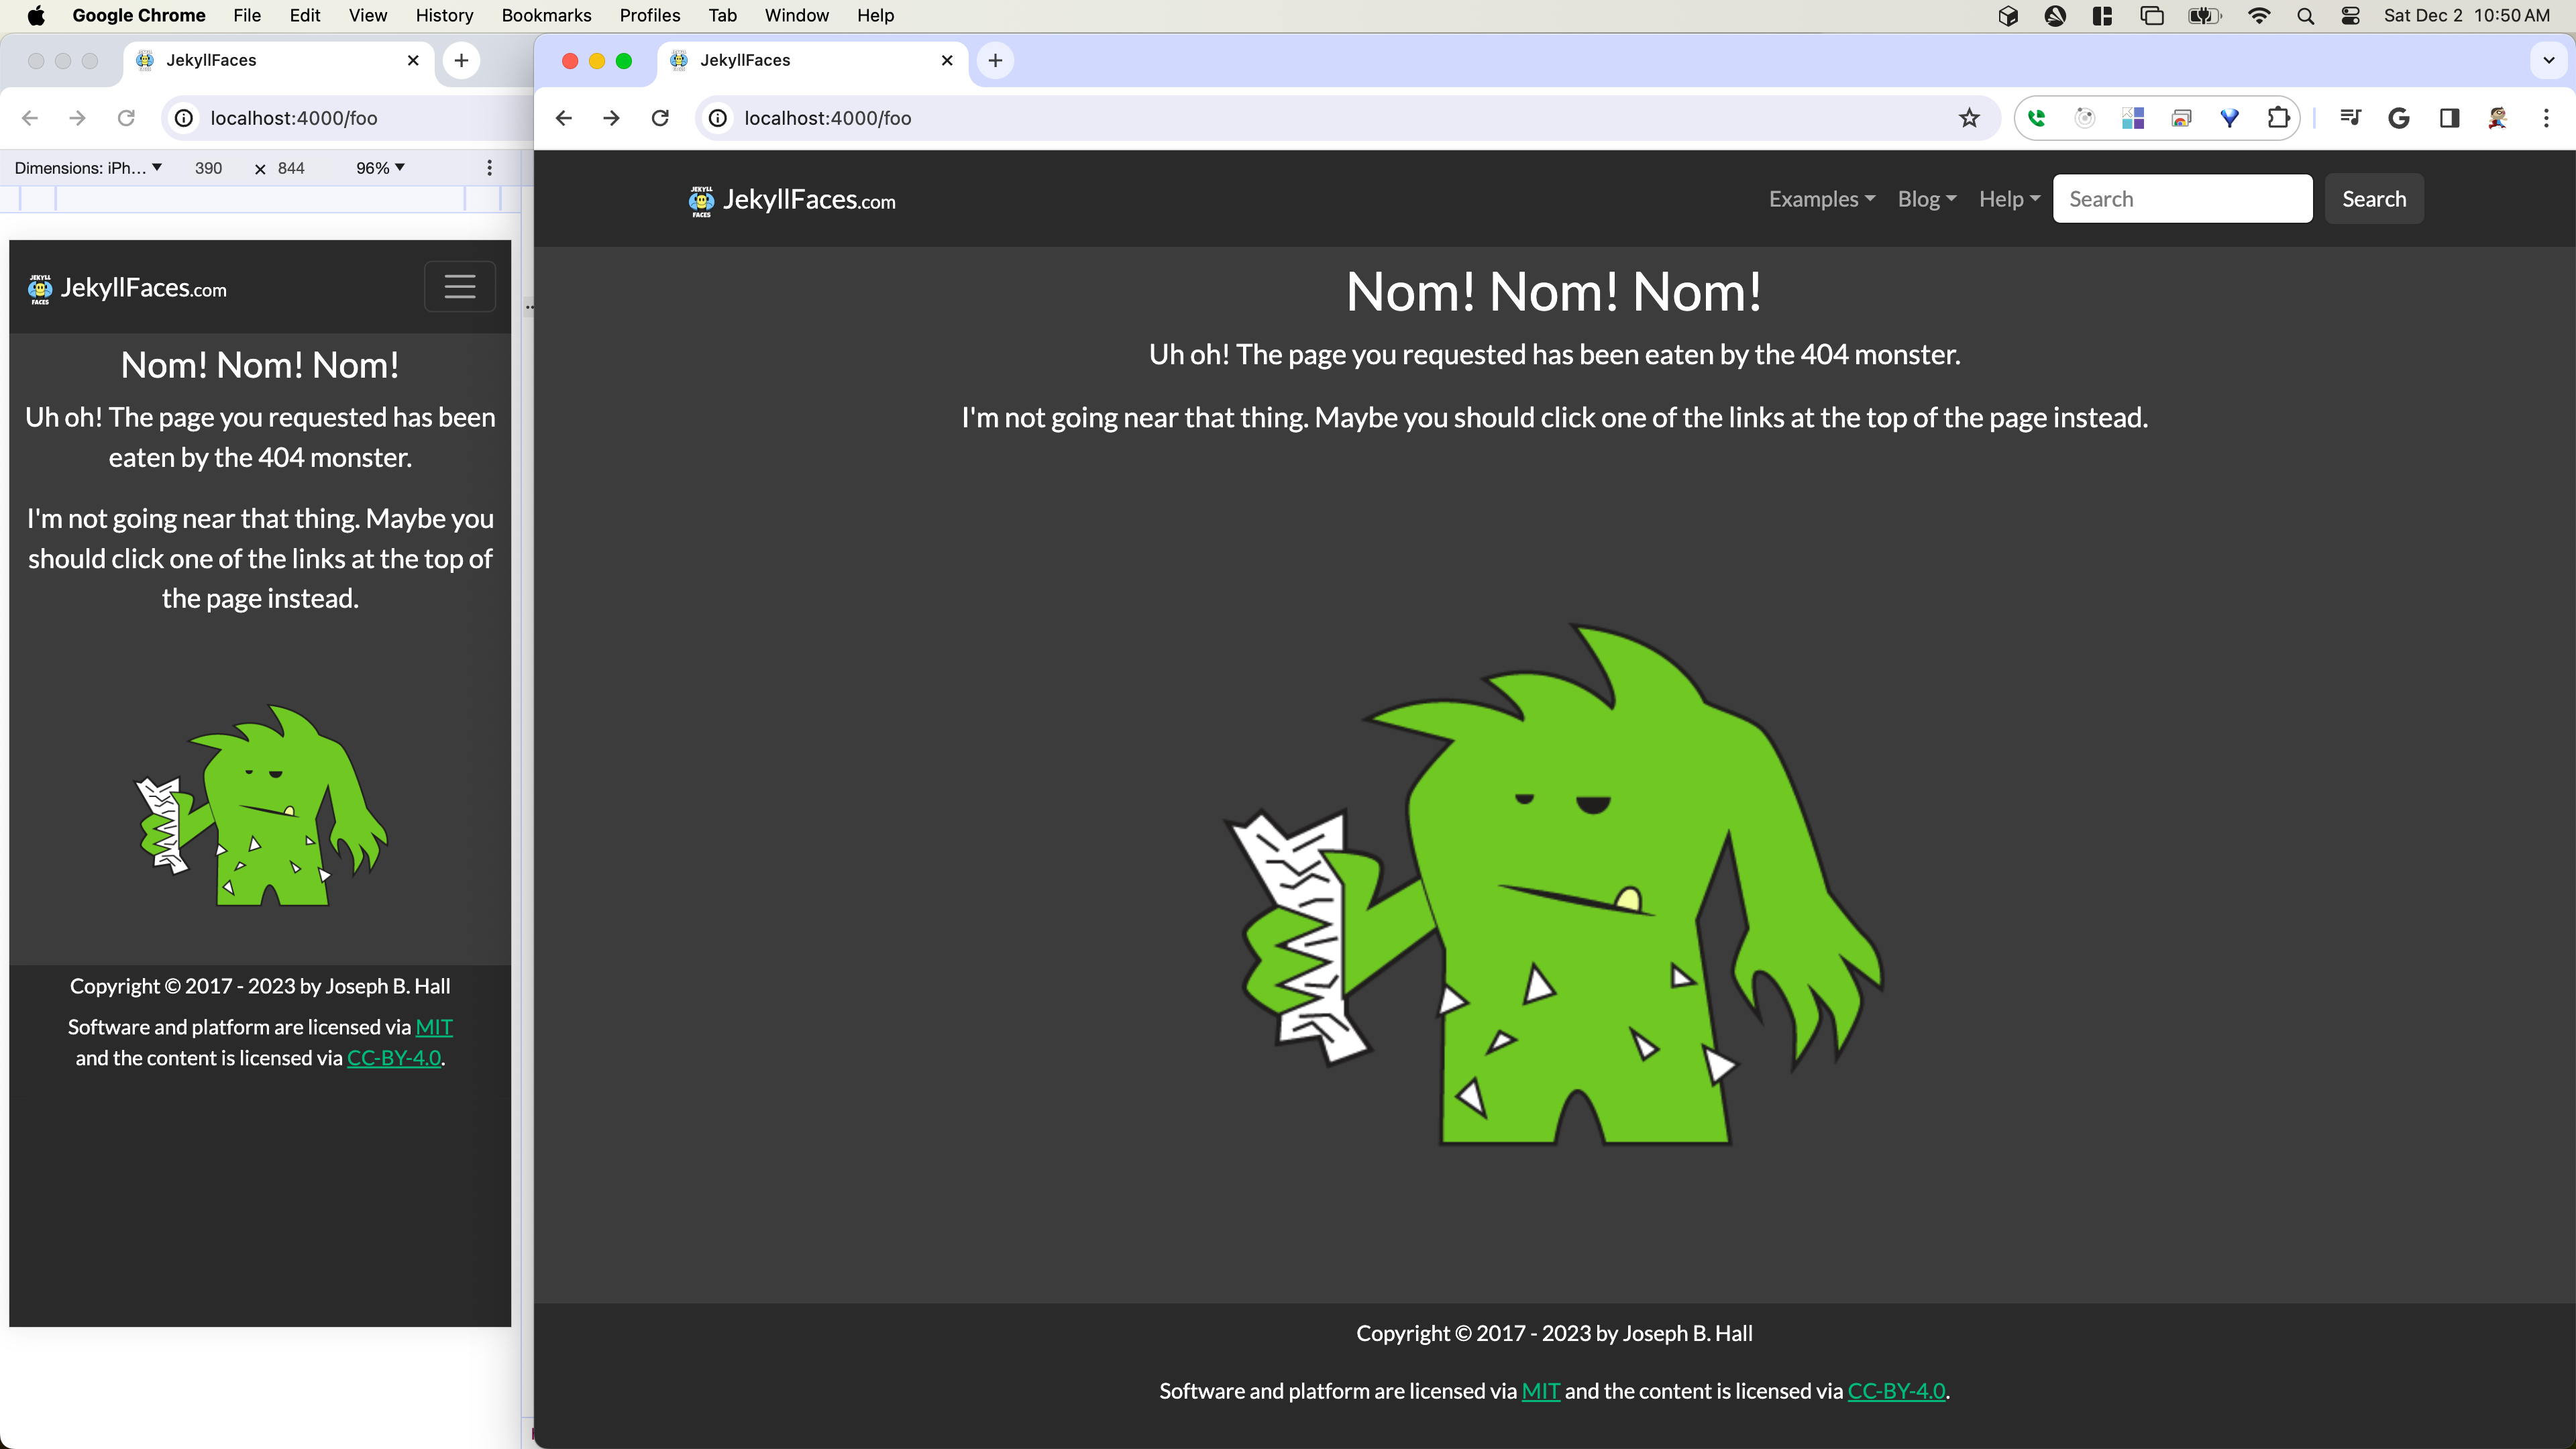 Google Chrome File Edit View History Bookmarks Profiles Tab Window Help Sat Dec 2 10:50 AM
JekyllFaces
localhost:4000/foo
Dimensions: iPh... 390 × 844 96%
JEKYLL FACES JekyllFaces.com
Nom! Nom! Nom!
Uh oh! The page you requested has been
eaten by the 404 monster.
I'm not going near that thing. Maybe you
should click one of the links at the top of
the page instead.
Copyright © 2017 - 2023 by Joseph B. Hall
Software and platform are licensed via MIT
and the content is licensed via CC-BY-4.0.
JekyllFaces
localhost:4000/foo
JEKYLL FACES JekyllFaces.com Examples Blog Help Search Search
Nom! Nom! Nom!
Uh oh! The page you requested has been eaten by the 404 monster.
I'm not going near that thing. Maybe you should click one of the links at the top of the page instead.
Copyright © 2017 - 2023 by Joseph B. Hall
Software and platform are licensed via MIT and the content is licensed via CC-BY-4.0.